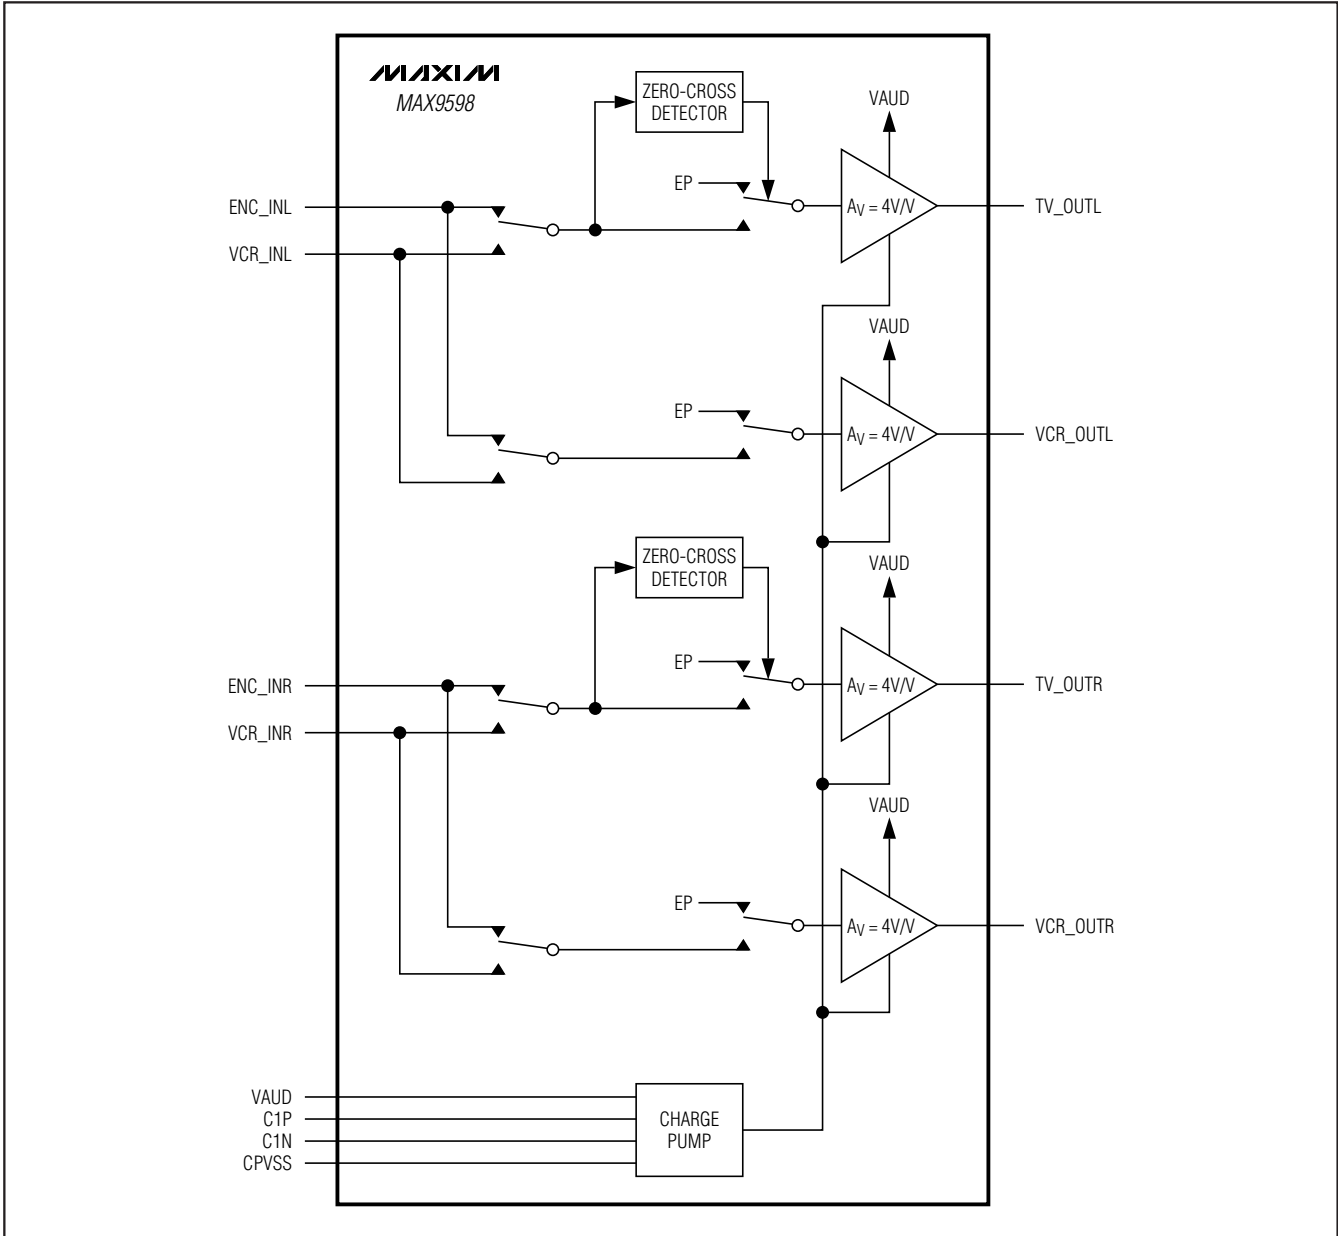 MAXIM
MAX9598
ZERO-CROSS
DETECTOR
VAUD
EP
ENC_INL
AV = 4V/V
TV_OUTL
VCR_INL
VAUD
EP
AV = 4V/V
VCR_OUTL
ZERO-CROSS
DETECTOR
VAUD
EP
ENC_INR
AV = 4V/V
TV_OUTR
VCR_INR
VAUD
EP
AV = 4V/V
VCR_OUTR
VAUD
C1P
C1N
CPVSS
CHARGE
PUMP